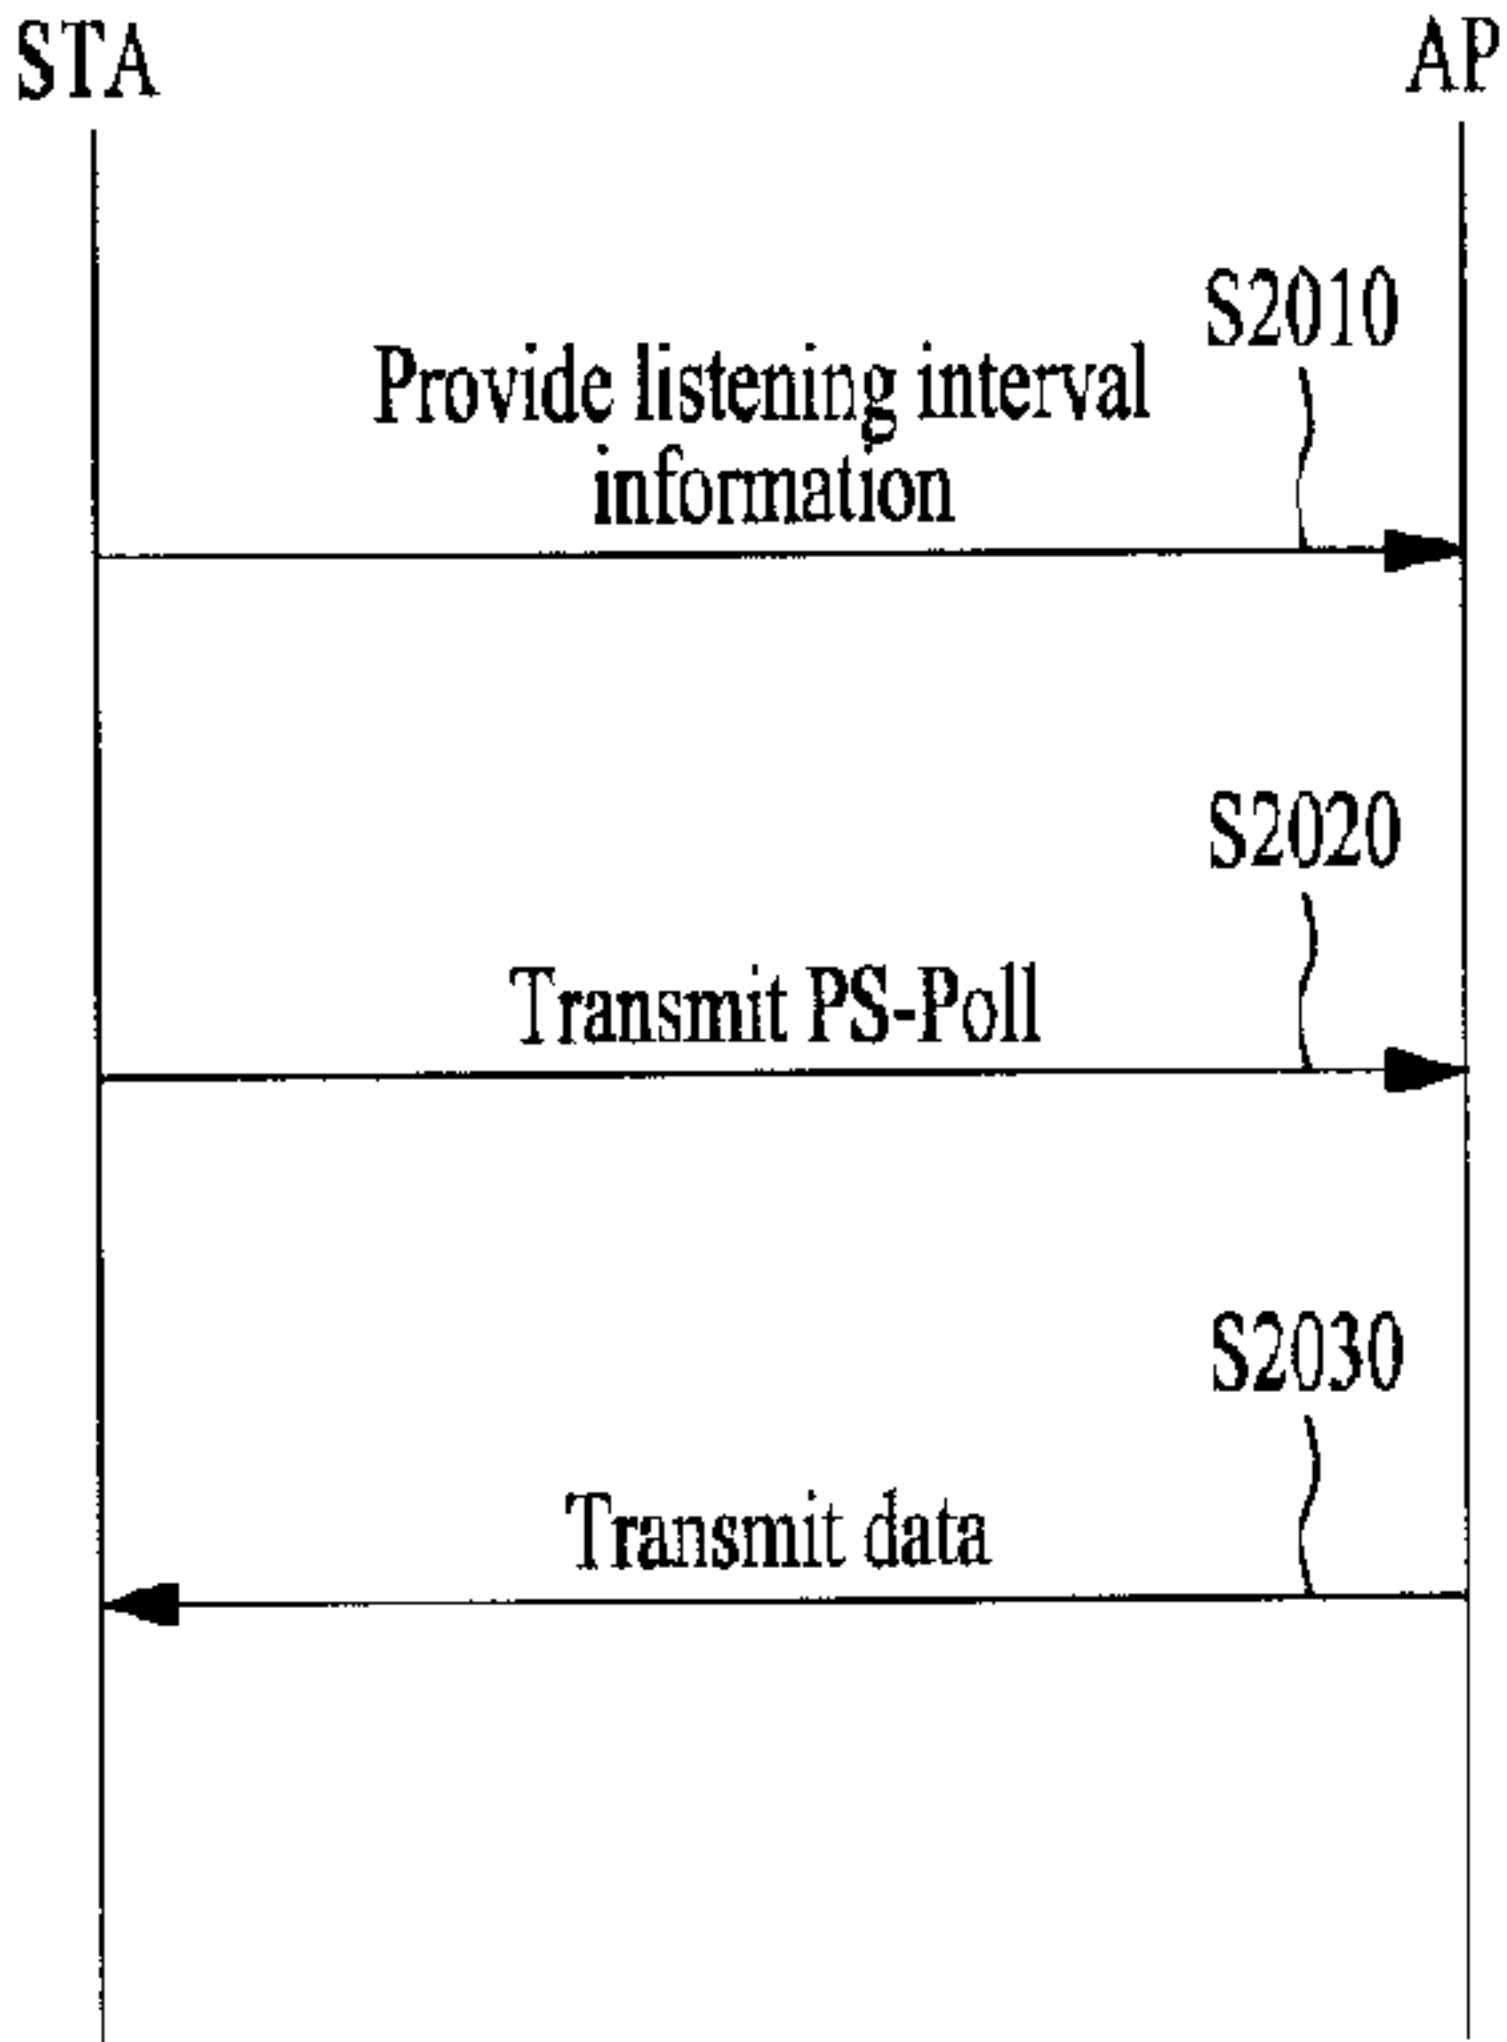 STA
AP
S2010
Provide listening interval
information
S2020
Transmit PS-Poll
S2030
Transmit data